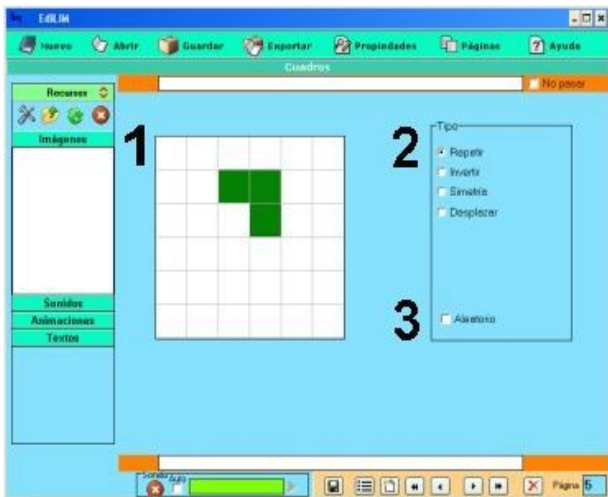 EdiLIM
Nuevo Abrir Guardar Exportar Propiedades Páginas Ayuda
Cuadros
Recursos
No pasar
Imágenes
1
Tipo
2
Repetir
Invertir
Simetría
Desplazar
Sonidos
3
Aleatorio
Animaciones
Textos
Sonido
Auto
Página 5